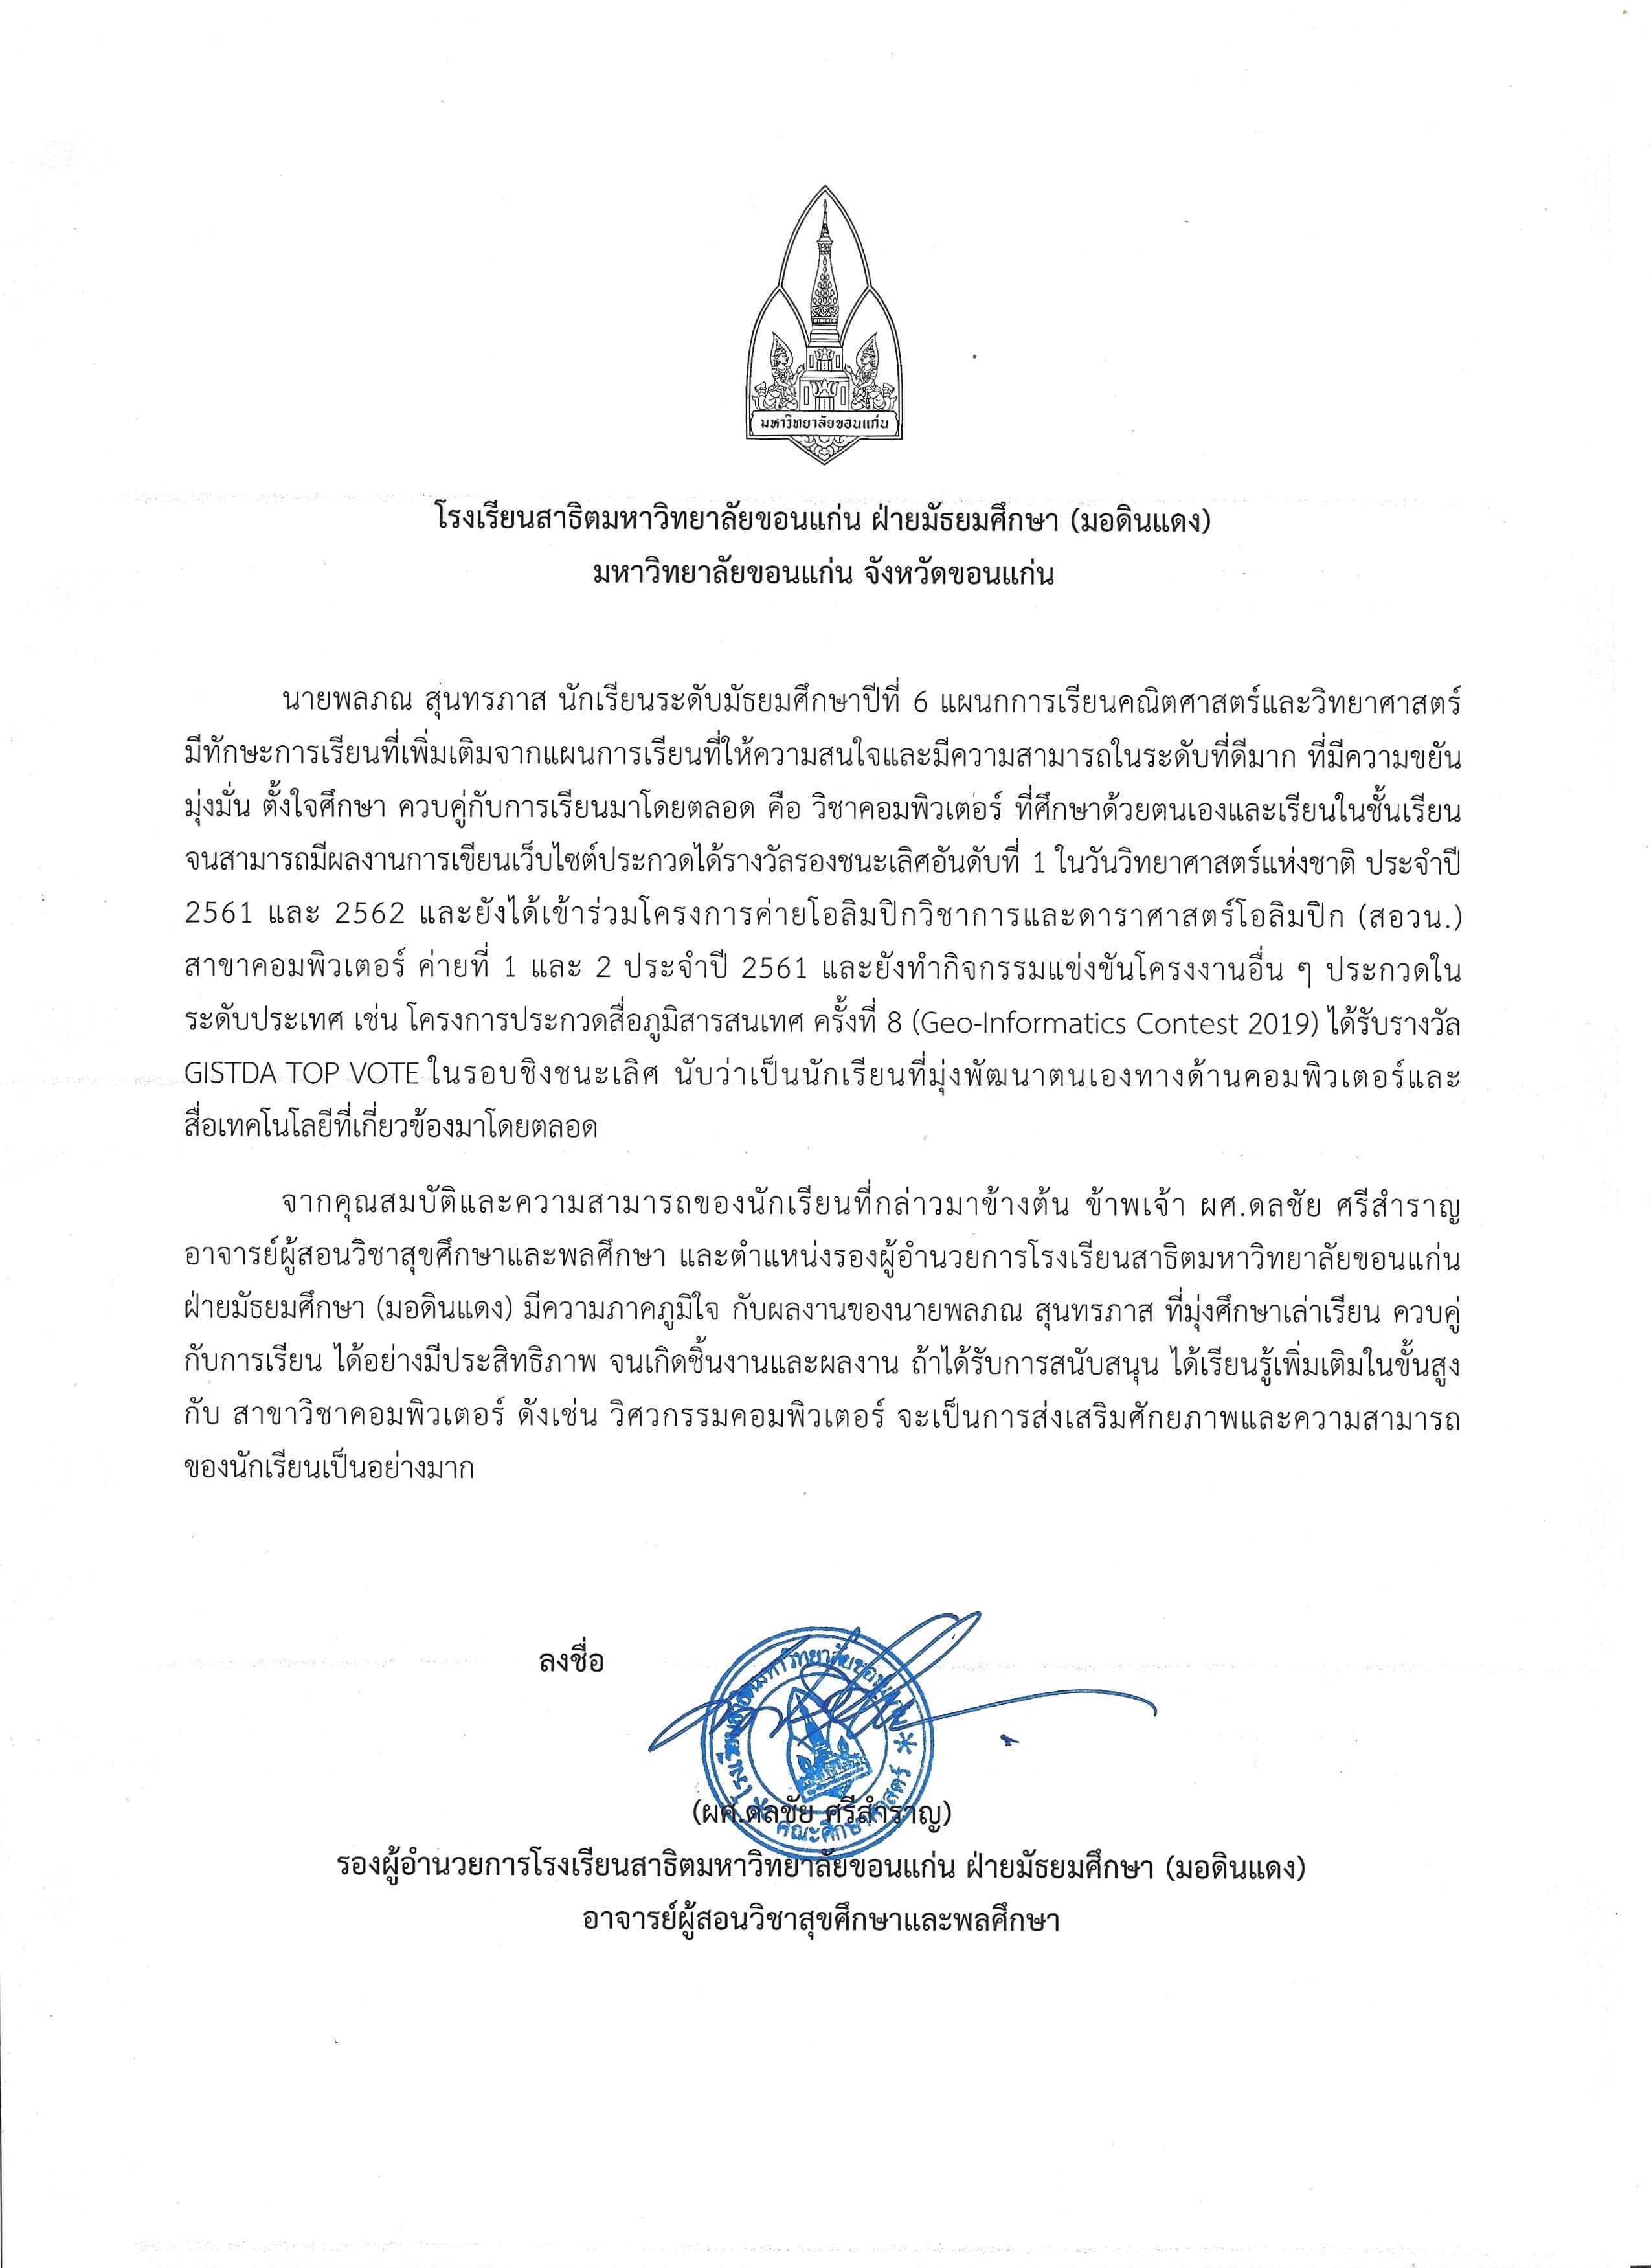 มหาวิทยาลัยขอนแก่น
โรงเรียนสาธิตมหาวิทยาลัยขอนแก่น ฝ่ายมัธยมศึกษา (มอดินแดง)
มหาวิทยาลัยขอนแก่น จังหวัดขอนแก่น
นายพลภณ สุ่นทรภาส นักเรียนระดับมัธยมศึกษาปีที่ 6 แผนกการเรียนคณิตศาสตร์และวิทยาศาสตร์
มีทักษะการเรียนที่เพิ่มเติมจากแผนการเรียนที่ให้ความสนใจและมีความสามารถในระดับที่ดีมาก ที่มีความขยัน
มุ่งมั่น ตั้งใจศึกษา ควบคู่กับการเรียนมาโดยตลอด คือ วิชาคอมพิวเตอร์ ที่ศึกษาด้วยตนเองและเรียนในชั้นเรียน
จนสามารถมีผลงานการเขียนเว็บไซต์ประกวดได้รางวัลรองชนะเลิศอันดับที่ 1 ในวันวิทยาศาสตร์แห่งชาติ ประจำปี
2561 และ 2562 และยังได้เข้าร่วมโครงการค่ายโอลิมปิกวิชาการและดาราศาสตร์โอลิมปิก (สอวน.)
สาขาคอมพิวเตอร์ ค่ายที่ 1 และ 2 ประจำปี 2561 และยังทำกิจกรรมแข่งขันโครงงานอื่น ๆ ประกวดใน
ระดับประเทศ เช่น โครงการประกวดสื่อภูมิสารสนเทศ ครั้งที่ 8 (Geo-Informatics Contest 2019) ได้รับรางวัล
GISTDA TOP VOTE ในรอบชิงชนะเลิศ นับว่าเป็นนักเรียนที่มุ่งพัฒนาตนเองทางด้านคอมพิวเตอร์และ
สื่อเทคโนโลยีที่เกี่ยวข้องมาโดยตลอด
จากคุณสมบัติและความสามารถของนักเรียนที่กล่าวมาข้างต้น ข้าพเจ้า ผศ.ดลชัย ศรีสำราญ
อาจารย์ผู้สอนวิชาสุขศึกษาและพลศึกษา และตำแหน่งรองผู้อำนวยการโรงเรียนสาธิตมหาวิทยาลัยขอนแก่น
ฝ่ายมัธยมศึกษา (มอดินแดง) มีความภาคภูมิใจ กับผลงานของนายพลภณ สุนทรภาส ที่มุ่งศึกษาเล่าเรียน ควบคู่
กับการเรียน ได้อย่างมีประสิทธิภาพ จนเกิดชิ้นงานและผลงาน ถ้าได้รับการสนับสนุน ได้เรียนรู้เพิ่มเติมในขั้นสูง
กับ สาขาวิชาคอมพิวเตอร์ ดังเช่น วิศวกรรมคอมพิวเตอร์ จะเป็นการส่งเสริมศักยภาพและความสามารถ
ของนักเรียนเป็นอย่างมาก
ลงชื่อ
โรงเรียนสาธิตมหาวิทยาลัยขอนแก่น
คณะศึกษาศาสตร์
(ผศ.ดลชัย ศรีสำราญ)
รองผู้อำนวยการโรงเรียนสาธิตมหาวิทยาลัยขอนแก่น ฝ่ายมัธยมศึกษา (มอดินแดง)
อาจารย์ผู้สอนวิชาสุขศึกษาและพลศึกษา